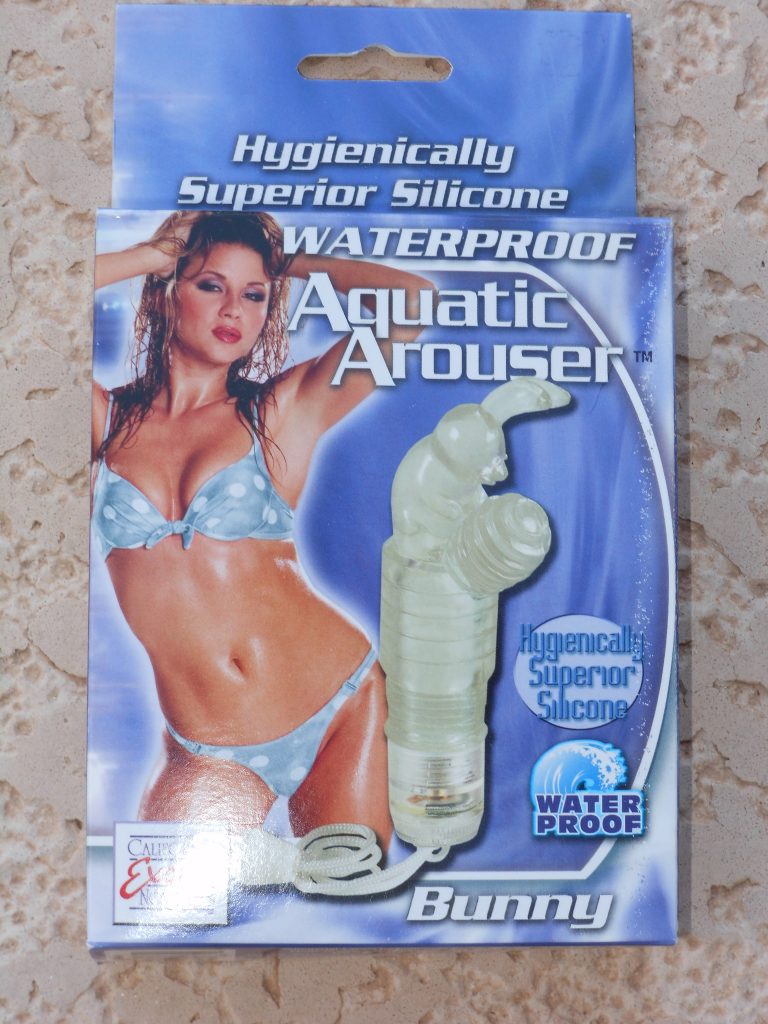 Hygienically
Superior Silicone
WATERPROOF
Aquatic
Arouser™
Hygienically
Superior
Silicone
WATER
PROOF
Bunny